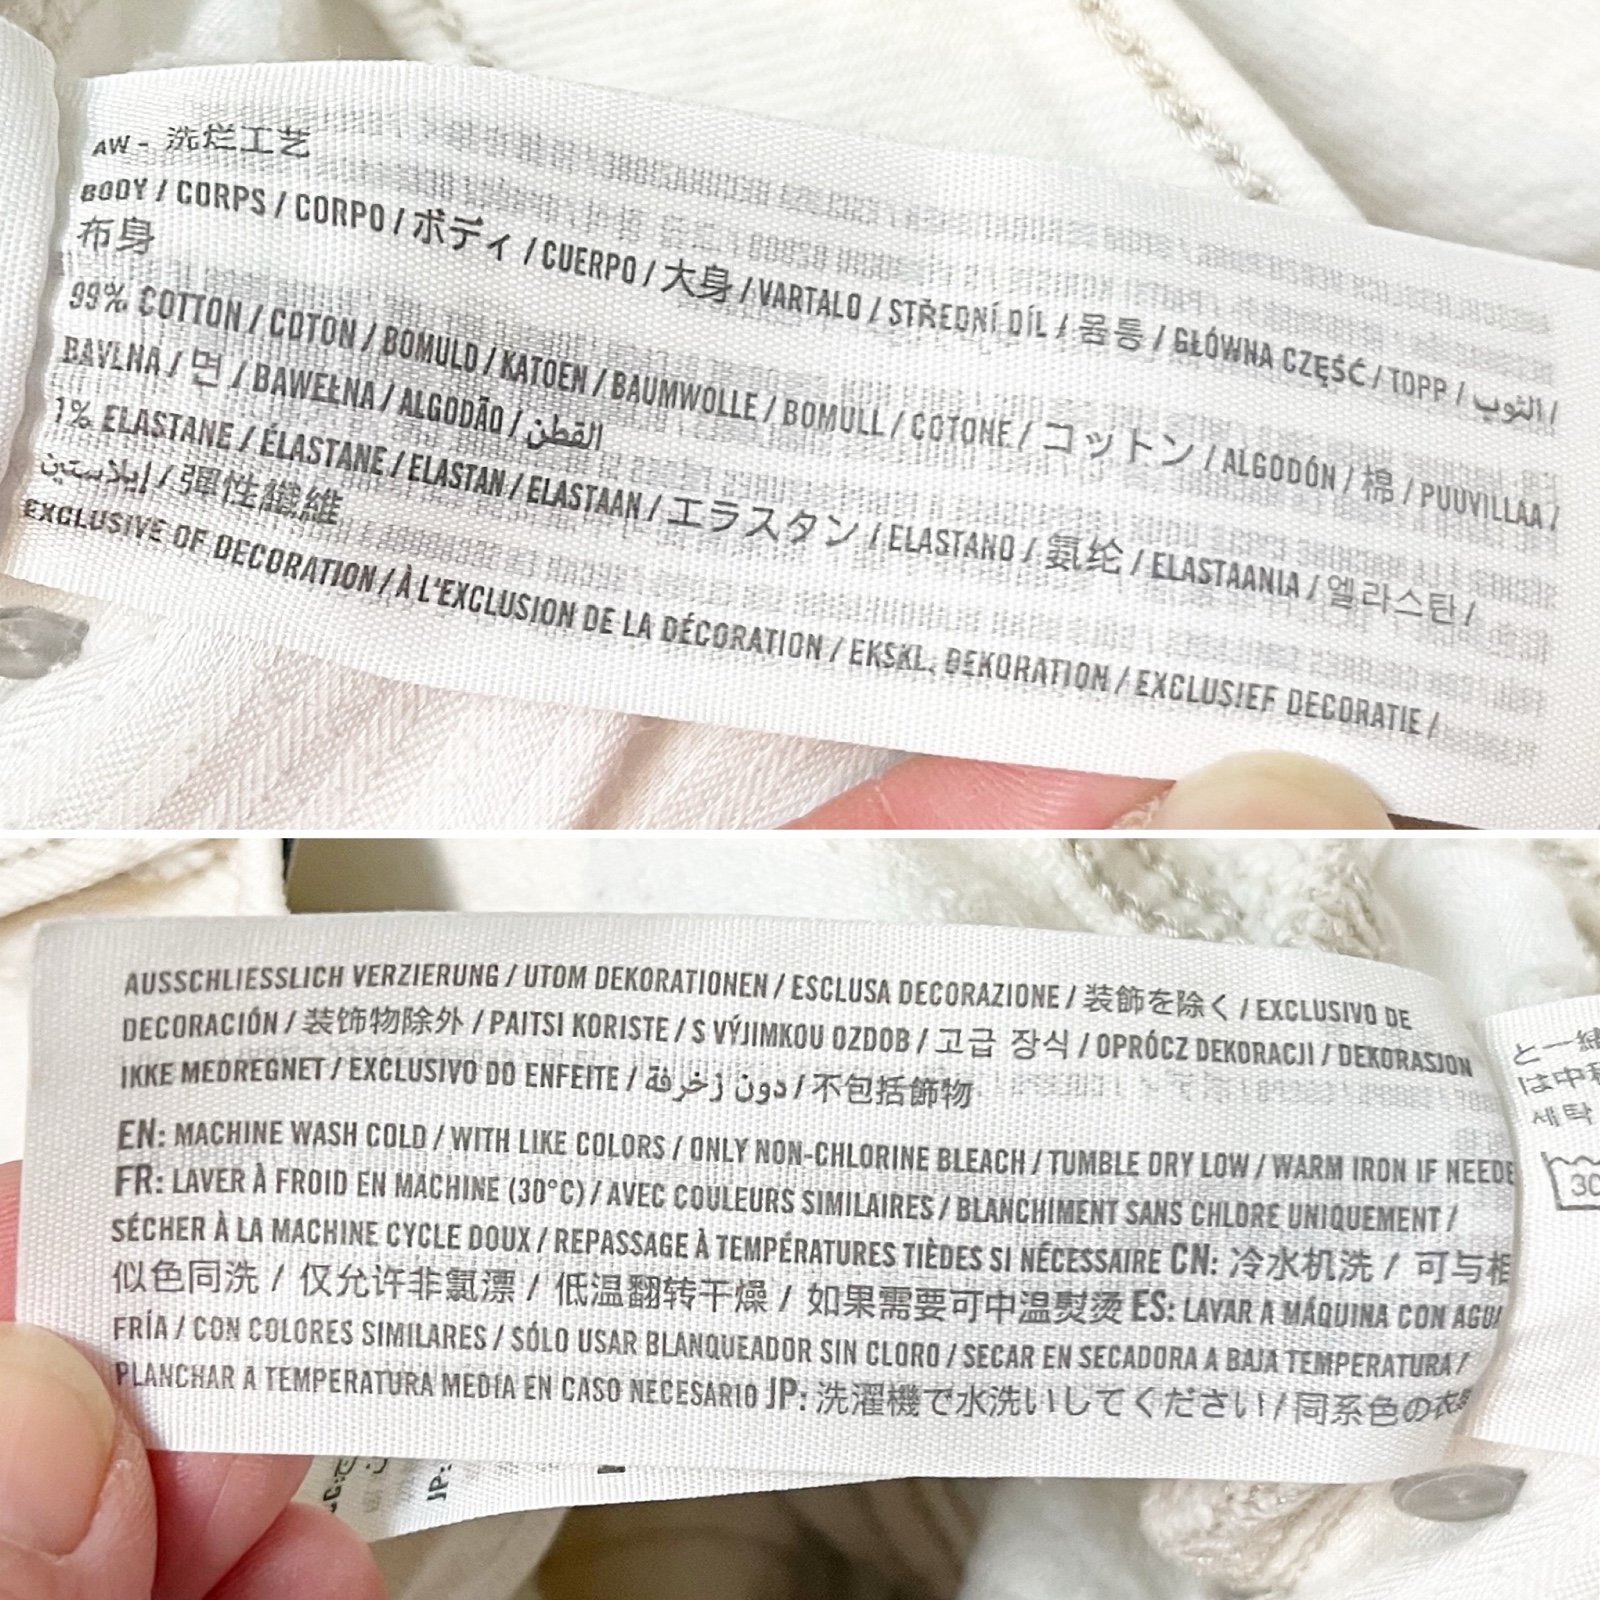 AW - 洗烂工艺
BODY / CORPS / CORPO / ボディ / CUERPO / 大身 / VARTALO / STŘEDNÍ DÍL / 몸통 / GŁÓWNA CZĘŚĆ / TOPP / الثوب /
布身
99% COTTON / COTON / BOMULD / KATOEN / BAUMWOLLE / BOMULL / COTONE / コットン / ALGODÓN / 棉 / PUUVILLAA /
BAVLNA / 면 / BAWEŁNA / ALGODÃO / القطن
1% ELASTANE / ÉLASTANE / ELASTAN / ELASTAAN / エラスタン / ELASTANO / 氨纶 / ELASTAANIA / 엘라스탄 /
إيلاستين / 彈性纖維
EXCLUSIVE OF DECORATION / À L'EXCLUSION DE LA DÉCORATION / EKSKL. DEKORATION / EXCLUSIEF DECORATIE /
AUSSCHLIESSLICH VERZIERUNG / UTOM DEKORATIONEN / ESCLUSA DECORAZIONE / 装飾を除く / EXCLUSIVO DE
DECORACIÓN / 装饰物除外 / PAITSI KORISTE / S VÝJIMKOU OZDOB / 고급 장식 / OPRÓCZ DEKORACJI / DEKORASJON
IKKE MEDREGNET / EXCLUSIVO DO ENFEITE / دون زخرفة / 不包括飾物
EN: MACHINE WASH COLD / WITH LIKE COLORS / ONLY NON-CHLORINE BLEACH / TUMBLE DRY LOW / WARM IRON IF NEEDE
FR: LAVER À FROID EN MACHINE (30°C) / AVEC COULEURS SIMILAIRES / BLANCHIMENT SANS CHLORE UNIQUEMENT /
SÉCHER À LA MACHINE CYCLE DOUX / REPASSAGE À TEMPÉRATURES TIÈDES SI NÉCESSAIRE CN: 冷水机洗 / 可与相
似色同洗 / 仅允许非氯漂 / 低温翻转干燥 / 如果需要可中温熨烫 ES: LAVAR A MÁQUINA CON AGUA
FRÍA / CON COLORES SIMILARES / SÓLO USAR BLANQUEADOR SIN CLORO / SECAR EN SECADORA A BAJA TEMPERATURA /
PLANCHAR A TEMPERATURA MEDIA EN CASO NECESARIO JP: 洗濯機で水洗いしてください / 同系色の衣
と一緒
は中
세탁
30
JP: